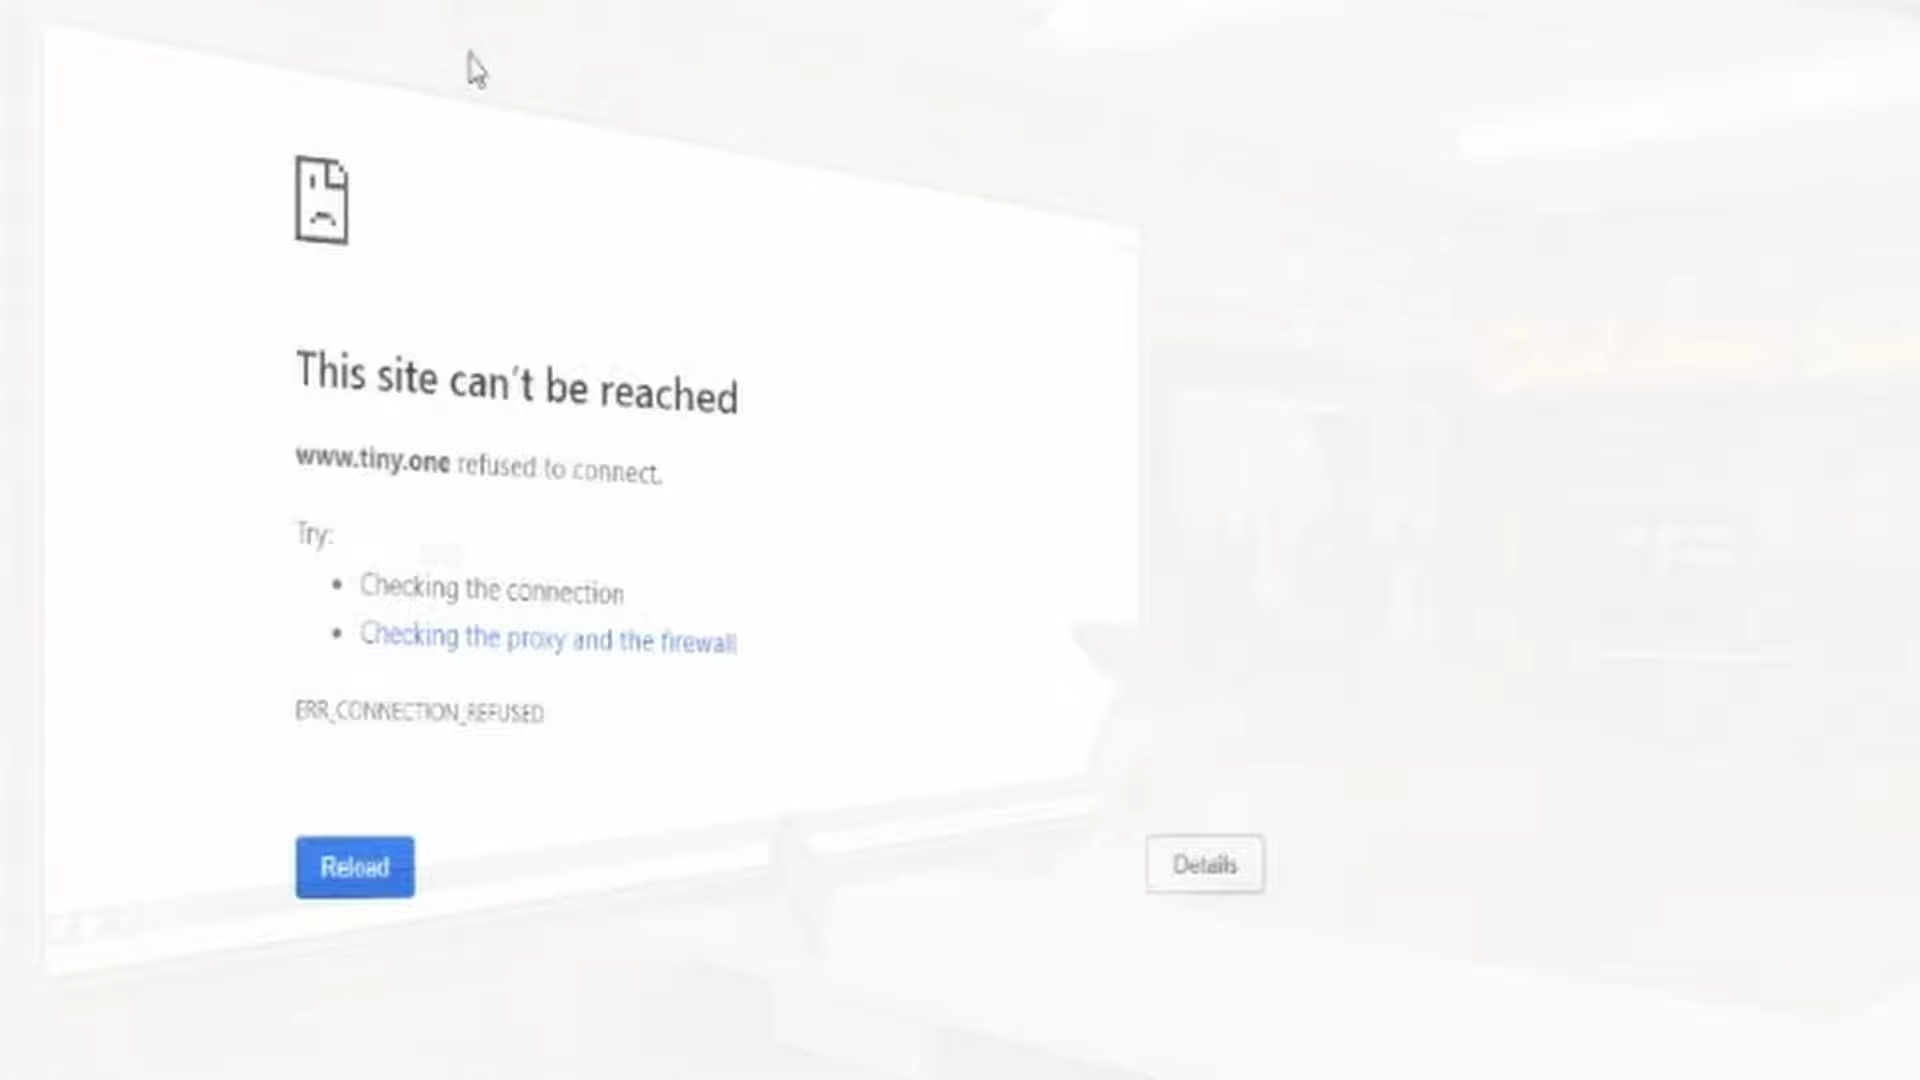 This site can't be reached
www.tiny.one refused to connect.
Try:
• Checking the connection
• Checking the proxy and the firewall
ERR_CONNECTION_REFUSED
Reload
Details